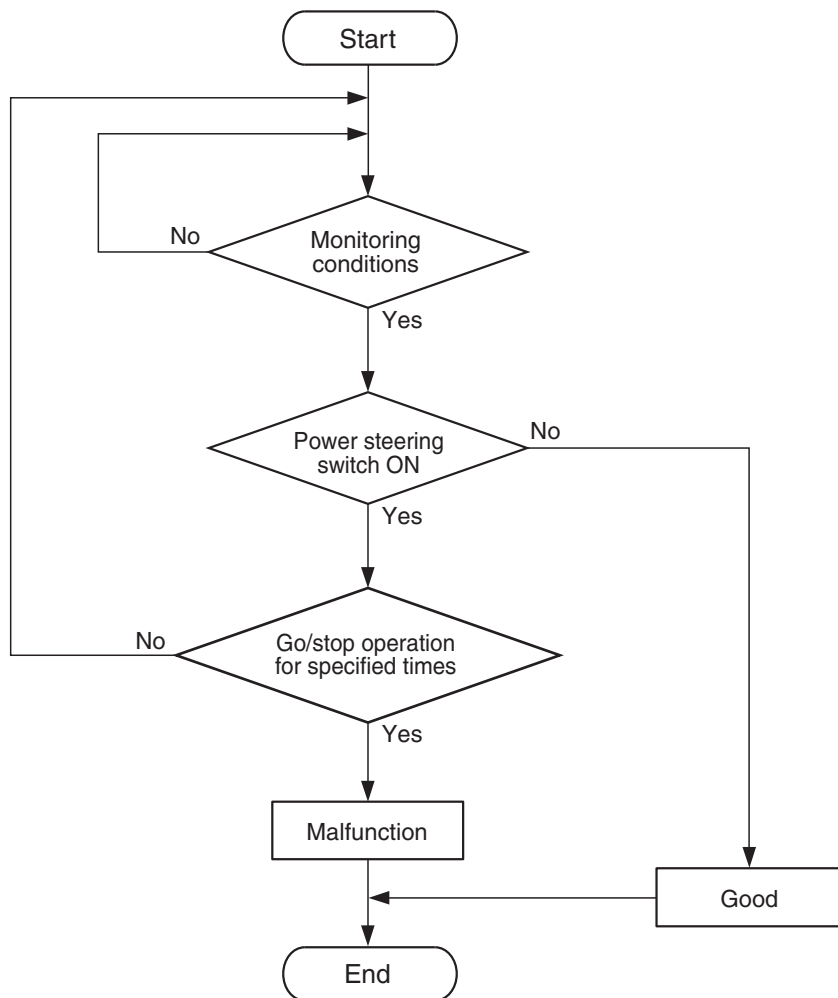 Start
No
Monitoring
conditions
Yes
Power steering
switch ON
No
Yes
No
Go/stop operation
for specified times
Yes
Malfunction
Good
End